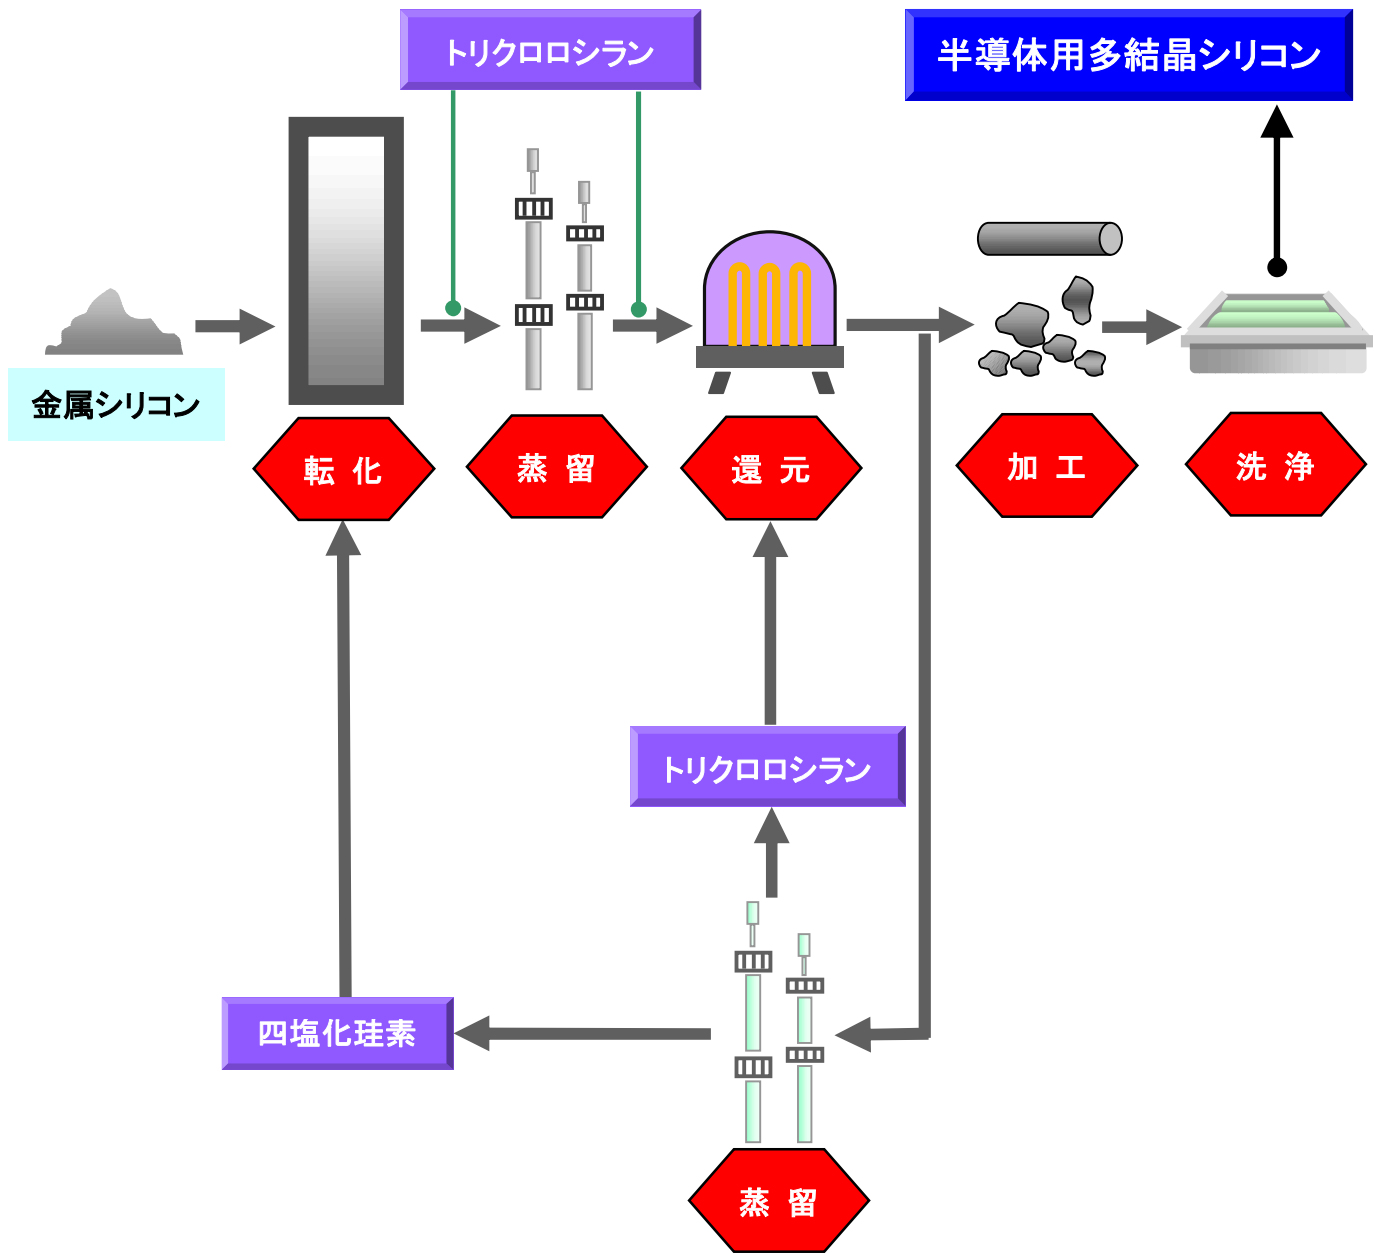 トリクロロシラン
半導体用多結晶シリコン
金属シリコン
転 化
蒸 留
還 元
加 工
洗 浄
トリクロロシラン
四塩化珪素
蒸 留